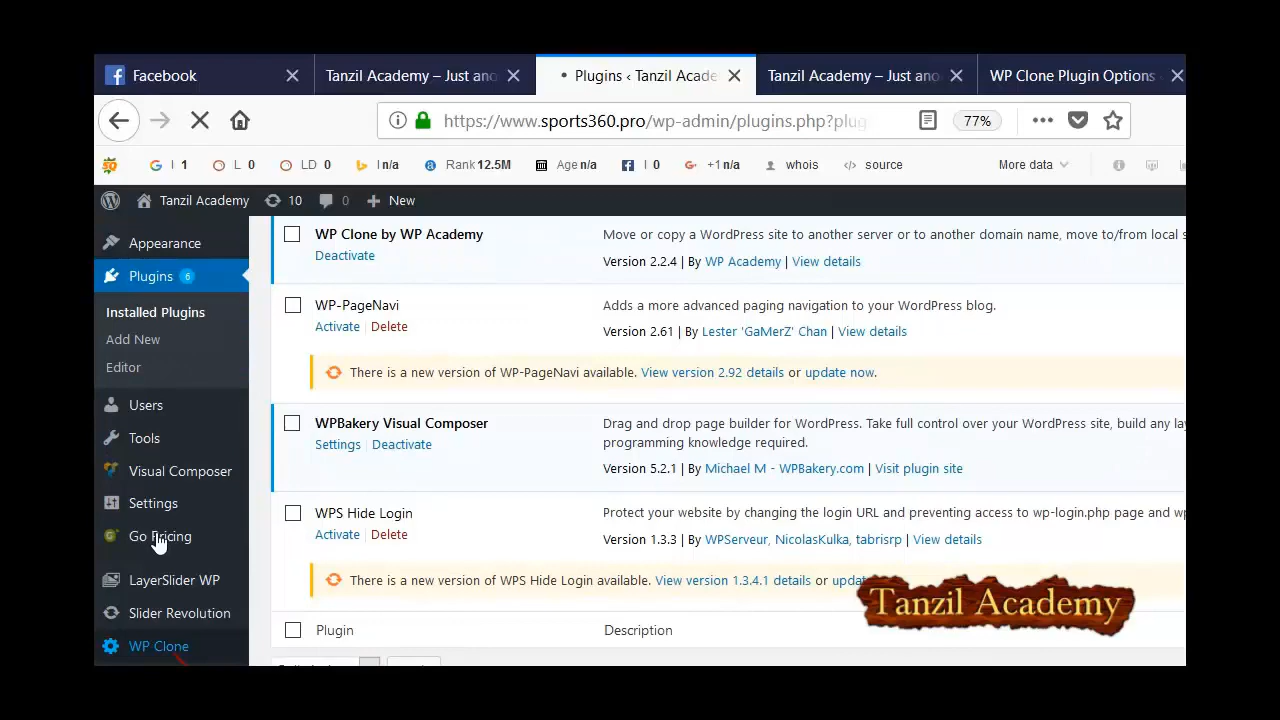 Facebook
Tanzil Academy – Just ano
Plugins ‹ Tanzil Acade
Tanzil Academy – Just ano
WP Clone Plugin Options
https://www.sports360.pro/wp-admin/plugins.php?plug
77%
I 1
L 0
LD 0
I n/a
Rank 12.5M
Age n/a
I 0
+1 n/a
whois
source
More data
Tanzil Academy
10
0
New
Appearance
Plugins 6
Installed Plugins
Add New
Editor
Users
Tools
Visual Composer
Settings
Go Pricing
LayerSlider WP
Slider Revolution
WP Clone
WP Clone by WP Academy
Deactivate
Move or copy a WordPress site to another server or to another domain name, move to/from local s
Version 2.2.4 | By WP Academy | View details
WP-PageNavi
Activate | Delete
Adds a more advanced paging navigation to your WordPress blog.
Version 2.61 | By Lester 'GaMerZ' Chan | View details
There is a new version of WP-PageNavi available. View version 2.92 details or update now.
WPBakery Visual Composer
Settings | Deactivate
Drag and drop page builder for WordPress. Take full control over your WordPress site, build any lay
programming knowledge required.
Version 5.2.1 | By Michael M - WPBakery.com | Visit plugin site
WPS Hide Login
Activate | Delete
Protect your website by changing the login URL and preventing access to wp-login.php page and wp
Version 1.3.3 | By WPServeur, NicolasKulka, tabrisrp | View details
There is a new version of WPS Hide Login available. View version 1.3.4.1 details or upda
Plugin
Description
Tanzil Academy